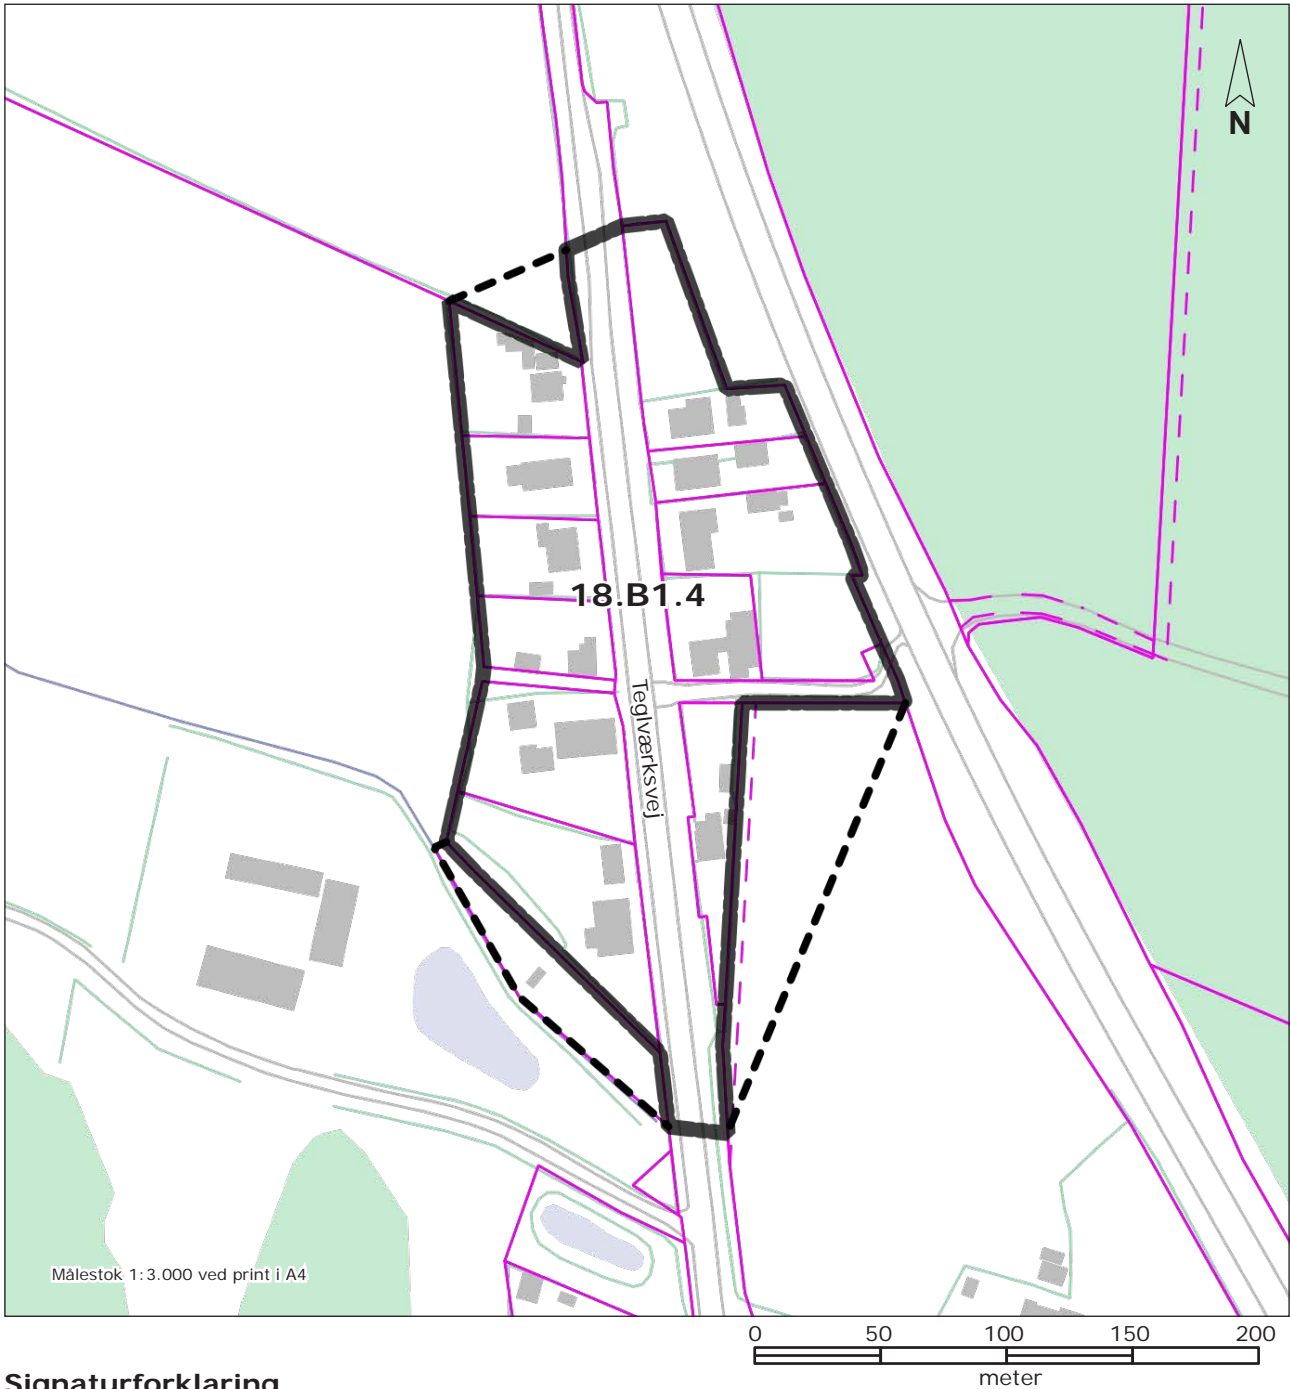 N
18.B1.4
Teglværksvej
Målestok 1:3.000 ved print i A4
0 50 100 150 200
meter
Signaturforklaring